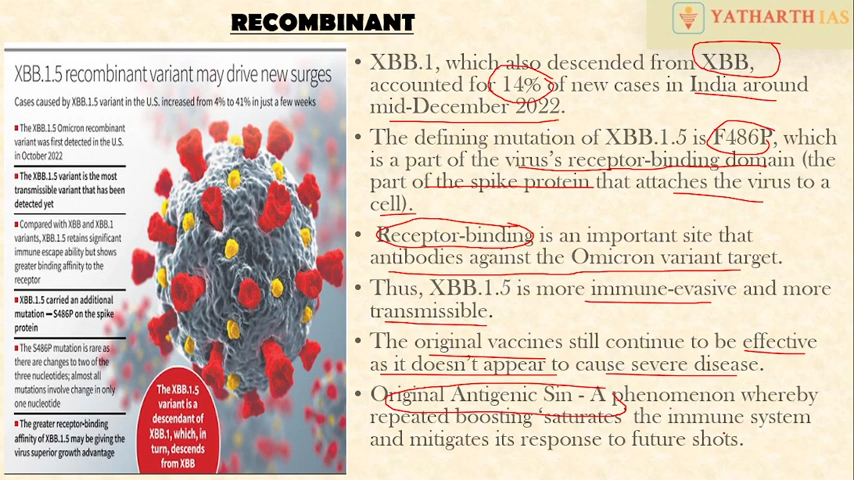 RECOMBINANT
YATHARTH IAS
XBB.1.5 recombinant variant may drive new surges
Cases caused by XBB.1.5 variant in the U.S. increased from 4% to 41% in just a few weeks
■ The XBB.1.5 Omicron recombinant
variant was first detected in the U.S.
in October 2022
■ The XBB.1.5 variant is the most
transmissible variant that has been
detected yet
■ Compared with XBB and XBB.1
variants, XBB.1.5 retains significant
immune escape ability but shows
greater binding affinity to the
receptor
■ XBB.1.5 carried an additional
mutation — S486P on the spike
protein
■ The S486P mutation is rare as
there are changes to two of the
three nucleotides; almost all
mutations involve change in only
one nucleotide
■ The greater receptor-binding
affinity of XBB.1.5 may be giving the
virus superior growth advantage
The XBB.1.5
variant is a
descendant of
XBB.1, which, in
turn, descends
from XBB
• XBB.1, which also descended from XBB,
accounted for 14% of new cases in India around
mid-December 2022.
• The defining mutation of XBB.1.5 is F486P, which
is a part of the virus's receptor-binding domain (the
part of the spike protein that attaches the virus to a
cell).
• Receptor-binding is an important site that
antibodies against the Omicron variant target.
• Thus, XBB.1.5 is more immune-evasive and more
transmissible.
• The original vaccines still continue to be effective
as it doesn't appear to cause severe disease.
• Original Antigenic Sin - A phenomenon whereby
repeated boosting 'saturates' the immune system
and mitigates its response to future shots.